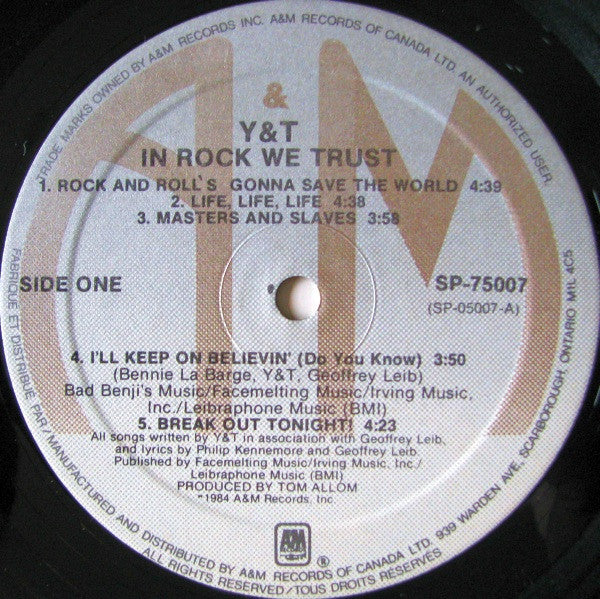 TRADE MARKS OWNED BY A&M RECORDS INC. A&M RECORDS OF CANADA LTD. AN AUTHORIZED USER.
&
Y&T
IN ROCK WE TRUST
1. ROCK AND ROLL`S GONNA SAVE THE WORLD 4:39
2. LIFE, LIFE, LIFE 4:38
3. MASTERS AND SLAVES 3:58
SIDE ONE
SP-75007
(SP-05007-A)
4. I'LL KEEP ON BELIEVIN' (Do You Know) 3:50
(Bennie La Barge, Y&T, Geoffrey Leib)
Bad Benji's Music/Facemelting Music/Irving Music,
Inc./Leibraphone Music (BMI)
5. BREAK OUT TONIGHT! 4:23
All songs written by Y&T in association with Geoffrey Leib,
and lyrics by Philip Kennemore and Geoffrey Leib.
Published by Facemelting Music/Irving Music, Inc./
Leibraphone Music (BMI)
PRODUCED BY TOM ALLOM
©1984 A&M Records, Inc.
A&M
®
FABRIQUÉ ET DISTRIBUÉ PAR/MANUFACTURED AND DISTRIBUTED BY A&M RECORDS OF CANADA LTD. 939 WARDEN AVE, SCARBOROUGH, ONTARIO M1L 4C5
ALL RIGHTS RESERVED/TOUS DROITS RÉSERVÉS